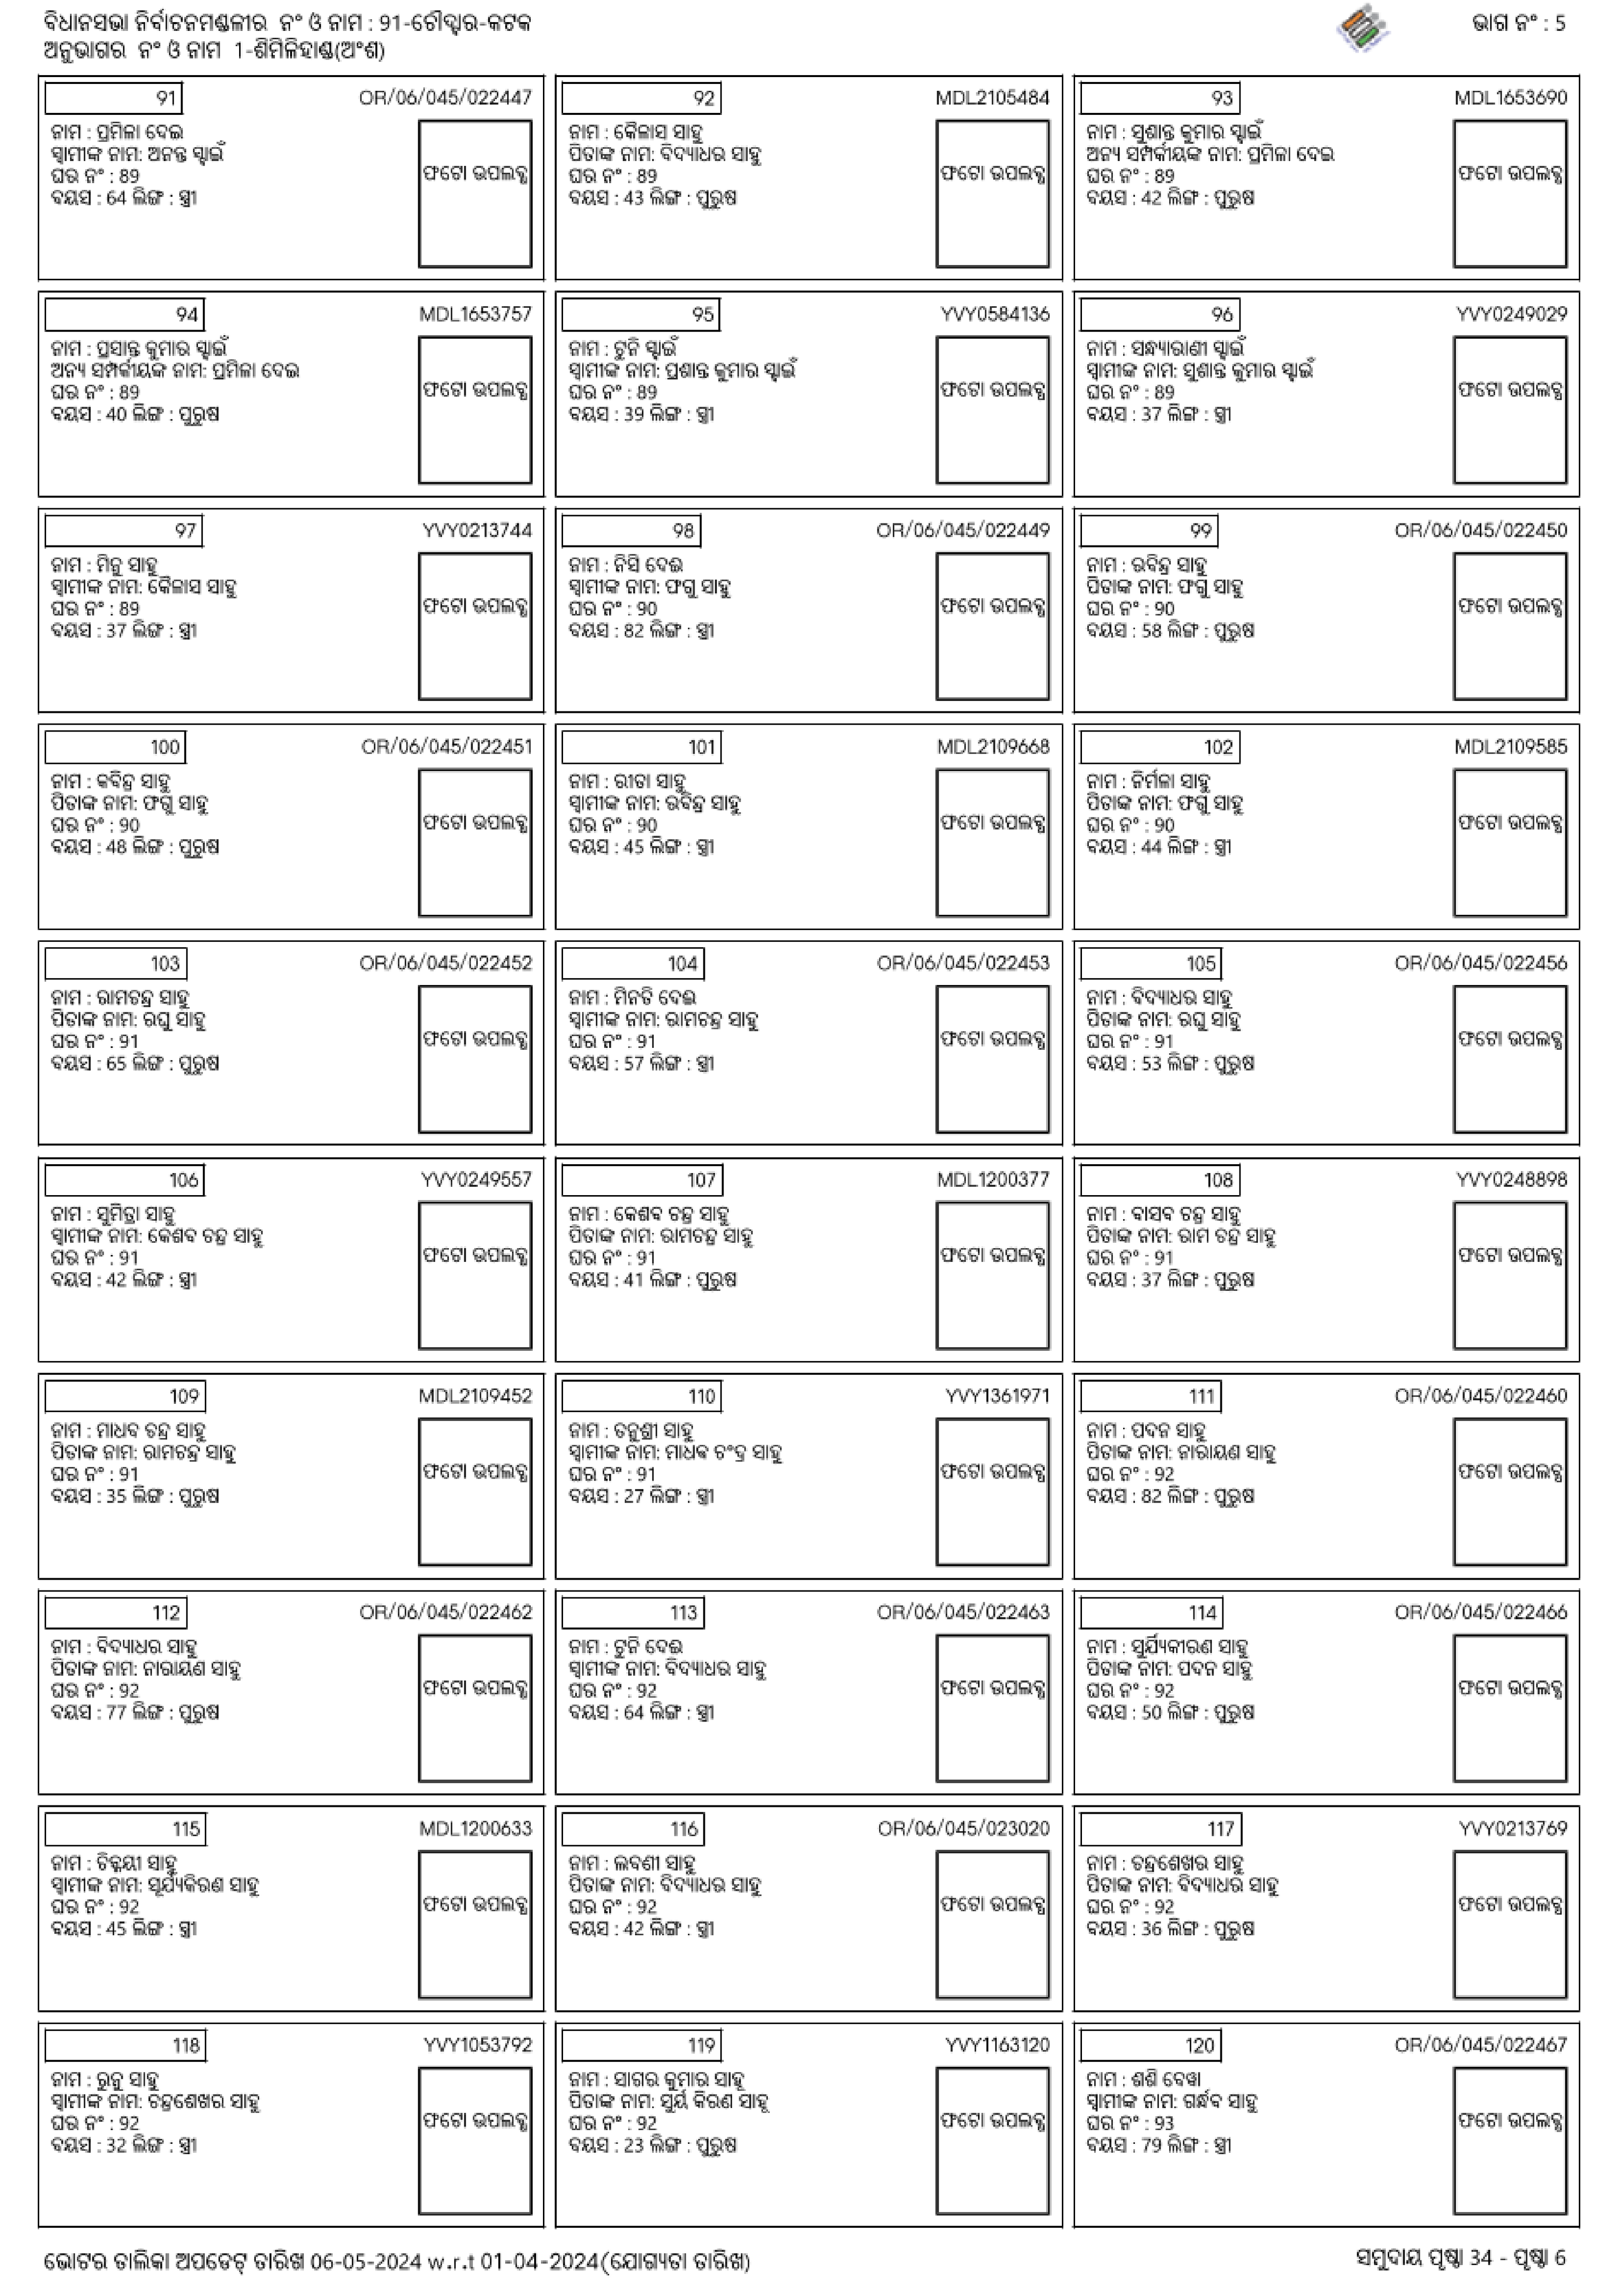 ବିଧାନସଭା ନିର୍ବାଚନମଣ୍ଡଳୀର ନଂ ଓ ନାମ : 91-ଚୌଦ୍ୱାର-କଟକ
ଅନୁଭାଗର ନଂ ଓ ନାମ 1-ଶିମିଳିହାଣ୍ଡ(ଅଂଶ)
ଭାଗ ନଂ : 5
91 OR/06/045/022447
ନାମ : ପ୍ରମିଳା ଦେଇ
ସ୍ୱାମୀଙ୍କ ନାମ: ଅନନ୍ତ ସ୍ୱାଇଁ
ଘର ନଂ : 89
ବୟସ : 64 ଲିଙ୍ଗ : ସ୍ତ୍ରୀ
ଫଟୋ ଉପଲବ୍ଧ
92 MDL2105484
ନାମ : କୈଳାସ ସାହୁ
ପିତାଙ୍କ ନାମ: ବିଦ୍ୟାଧର ସାହୁ
ଘର ନଂ : 89
ବୟସ : 43 ଲିଙ୍ଗ : ପୁରୁଷ
ଫଟୋ ଉପଲବ୍ଧ
93 MDL1653690
ନାମ : ସୁଶାନ୍ତ କୁମାର ସ୍ୱାଇଁ
ଅନ୍ୟ ସମ୍ପର୍କୀୟଙ୍କ ନାମ: ପ୍ରମିଳା ଦେଇ
ଘର ନଂ : 89
ବୟସ : 42 ଲିଙ୍ଗ : ପୁରୁଷ
ଫଟୋ ଉପଲବ୍ଧ
94 MDL1653757
ନାମ : ପ୍ରସାନ୍ତ କୁମାର ସ୍ୱାଇଁ
ଅନ୍ୟ ସମ୍ପର୍କୀୟଙ୍କ ନାମ: ପ୍ରମିଳା ଦେଇ
ଘର ନଂ : 89
ବୟସ : 40 ଲିଙ୍ଗ : ପୁରୁଷ
ଫଟୋ ଉପଲବ୍ଧ
95 YVY0584136
ନାମ : ଟୁନି ସ୍ୱାଇଁ
ସ୍ୱାମୀଙ୍କ ନାମ: ପ୍ରଶାନ୍ତ କୁମାର ସ୍ୱାଇଁ
ଘର ନଂ : 89
ବୟସ : 39 ଲିଙ୍ଗ : ସ୍ତ୍ରୀ
ଫଟୋ ଉପଲବ୍ଧ
96 YVY0249029
ନାମ : ସନ୍ଧ୍ୟାରାଣୀ ସ୍ୱାଇଁ
ସ୍ୱାମୀଙ୍କ ନାମ: ସୁଶାନ୍ତ କୁମାର ସ୍ୱାଇଁ
ଘର ନଂ : 89
ବୟସ : 37 ଲିଙ୍ଗ : ସ୍ତ୍ରୀ
ଫଟୋ ଉପଲବ୍ଧ
97 YVY0213744
ନାମ : ମିନୁ ସାହୁ
ସ୍ୱାମୀଙ୍କ ନାମ: କୈଳାସ ସାହୁ
ଘର ନଂ : 89
ବୟସ : 37 ଲିଙ୍ଗ : ସ୍ତ୍ରୀ
ଫଟୋ ଉପଲବ୍ଧ
98 OR/06/045/022449
ନାମ : ନିସି ଦେଈ
ସ୍ୱାମୀଙ୍କ ନାମ: ଫଗୁ ସାହୁ
ଘର ନଂ : 90
ବୟସ : 82 ଲିଙ୍ଗ : ସ୍ତ୍ରୀ
ଫଟୋ ଉପଲବ୍ଧ
99 OR/06/045/022450
ନାମ : ରବିନ୍ଦ୍ର ସାହୁ
ପିତାଙ୍କ ନାମ: ଫଗୁ ସାହୁ
ଘର ନଂ : 90
ବୟସ : 58 ଲିଙ୍ଗ : ପୁରୁଷ
ଫଟୋ ଉପଲବ୍ଧ
100 OR/06/045/022451
ନାମ : କବିନ୍ଦ୍ର ସାହୁ
ପିତାଙ୍କ ନାମ: ଫଗୁ ସାହୁ
ଘର ନଂ : 90
ବୟସ : 48 ଲିଙ୍ଗ : ପୁରୁଷ
ଫଟୋ ଉପଲବ୍ଧ
101 MDL2109668
ନାମ : ରୀତା ସାହୁ
ସ୍ୱାମୀଙ୍କ ନାମ: ରବିନ୍ଦ୍ର ସାହୁ
ଘର ନଂ : 90
ବୟସ : 45 ଲିଙ୍ଗ : ସ୍ତ୍ରୀ
ଫଟୋ ଉପଲବ୍ଧ
102 MDL2109585
ନାମ : ନିର୍ମଳା ସାହୁ
ପିତାଙ୍କ ନାମ: ଫଗୁ ସାହୁ
ଘର ନଂ : 90
ବୟସ : 44 ଲିଙ୍ଗ : ସ୍ତ୍ରୀ
ଫଟୋ ଉପଲବ୍ଧ
103 OR/06/045/022452
ନାମ : ରାମଚନ୍ଦ୍ର ସାହୁ
ପିତାଙ୍କ ନାମ: ରଘୁ ସାହୁ
ଘର ନଂ : 91
ବୟସ : 65 ଲିଙ୍ଗ : ପୁରୁଷ
ଫଟୋ ଉପଲବ୍ଧ
104 OR/06/045/022453
ନାମ : ମିନତି ଦେଈ
ସ୍ୱାମୀଙ୍କ ନାମ: ରାମଚନ୍ଦ୍ର ସାହୁ
ଘର ନଂ : 91
ବୟସ : 57 ଲିଙ୍ଗ : ସ୍ତ୍ରୀ
ଫଟୋ ଉପଲବ୍ଧ
105 OR/06/045/022456
ନାମ : ବିଦ୍ୟାଧର ସାହୁ
ପିତାଙ୍କ ନାମ: ରଘୁ ସାହୁ
ଘର ନଂ : 91
ବୟସ : 53 ଲିଙ୍ଗ : ପୁରୁଷ
ଫଟୋ ଉପଲବ୍ଧ
106 YVY0249557
ନାମ : ସୁମିତ୍ରା ସାହୁ
ସ୍ୱାମୀଙ୍କ ନାମ: କେଶବ ଚନ୍ଦ୍ର ସାହୁ
ଘର ନଂ : 91
ବୟସ : 42 ଲିଙ୍ଗ : ସ୍ତ୍ରୀ
ଫଟୋ ଉପଲବ୍ଧ
107 MDL1200377
ନାମ : କେଶବ ଚନ୍ଦ୍ର ସାହୁ
ପିତାଙ୍କ ନାମ: ରାମଚନ୍ଦ୍ର ସାହୁ
ଘର ନଂ : 91
ବୟସ : 41 ଲିଙ୍ଗ : ପୁରୁଷ
ଫଟୋ ଉପଲବ୍ଧ
108 YVY0248898
ନାମ : ବାସବ ଚନ୍ଦ୍ର ସାହୁ
ପିତାଙ୍କ ନାମ: ରାମ ଚନ୍ଦ୍ର ସାହୁ
ଘର ନଂ : 91
ବୟସ : 37 ଲିଙ୍ଗ : ପୁରୁଷ
ଫଟୋ ଉପଲବ୍ଧ
109 MDL2109452
ନାମ : ମାଧବ ଚନ୍ଦ୍ର ସାହୁ
ପିତାଙ୍କ ନାମ: ରାମଚନ୍ଦ୍ର ସାହୁ
ଘର ନଂ : 91
ବୟସ : 35 ଲିଙ୍ଗ : ପୁରୁଷ
ଫଟୋ ଉପଲବ୍ଧ
110 YVY1361971
ନାମ : ତନୁଶ୍ରୀ ସାହୁ
ସ୍ୱାମୀଙ୍କ ନାମ: ମାଧଵ ଚଂଦ୍ର ସାହୁ
ଘର ନଂ : 91
ବୟସ : 27 ଲିଙ୍ଗ : ସ୍ତ୍ରୀ
ଫଟୋ ଉପଲବ୍ଧ
111 OR/06/045/022460
ନାମ : ପଦନ ସାହୁ
ପିତାଙ୍କ ନାମ: ନାରାୟଣ ସାହୁ
ଘର ନଂ : 92
ବୟସ : 82 ଲିଙ୍ଗ : ପୁରୁଷ
ଫଟୋ ଉପଲବ୍ଧ
112 OR/06/045/022462
ନାମ : ବିଦ୍ୟାଧର ସାହୁ
ପିତାଙ୍କ ନାମ: ନାରାୟଣ ସାହୁ
ଘର ନଂ : 92
ବୟସ : 77 ଲିଙ୍ଗ : ପୁରୁଷ
ଫଟୋ ଉପଲବ୍ଧ
113 OR/06/045/022463
ନାମ : ଟୁନି ଦେଈ
ସ୍ୱାମୀଙ୍କ ନାମ: ବିଦ୍ୟାଧର ସାହୁ
ଘର ନଂ : 92
ବୟସ : 64 ଲିଙ୍ଗ : ସ୍ତ୍ରୀ
ଫଟୋ ଉପଲବ୍ଧ
114 OR/06/045/022466
ନାମ : ସୁର୍ଯ୍ୟକୀରଣ ସାହୁ
ପିତାଙ୍କ ନାମ: ପଦନ ସାହୁ
ଘର ନଂ : 92
ବୟସ : 50 ଲିଙ୍ଗ : ପୁରୁଷ
ଫଟୋ ଉପଲବ୍ଧ
115 MDL1200633
ନାମ : ଚିନ୍ମୟୀ ସାହୁ
ସ୍ୱାମୀଙ୍କ ନାମ: ସୂର୍ଯ୍ୟକିରଣ ସାହୁ
ଘର ନଂ : 92
ବୟସ : 45 ଲିଙ୍ଗ : ସ୍ତ୍ରୀ
ଫଟୋ ଉପଲବ୍ଧ
116 OR/06/045/023020
ନାମ : ଲବଣୀ ସାହୁ
ପିତାଙ୍କ ନାମ: ବିଦ୍ୟାଧର ସାହୁ
ଘର ନଂ : 92
ବୟସ : 42 ଲିଙ୍ଗ : ସ୍ତ୍ରୀ
ଫଟୋ ଉପଲବ୍ଧ
117 YVY0213769
ନାମ : ଚନ୍ଦ୍ରଶେଖର ସାହୁ
ପିତାଙ୍କ ନାମ: ବିଦ୍ୟାଧର ସାହୁ
ଘର ନଂ : 92
ବୟସ : 36 ଲିଙ୍ଗ : ପୁରୁଷ
ଫଟୋ ଉପଲବ୍ଧ
118 YVY1053792
ନାମ : ରୁନୁ ସାହୁ
ସ୍ୱାମୀଙ୍କ ନାମ: ଚନ୍ଦ୍ରଶେଖର ସାହୁ
ଘର ନଂ : 92
ବୟସ : 32 ଲିଙ୍ଗ : ସ୍ତ୍ରୀ
ଫଟୋ ଉପଲବ୍ଧ
119 YVY1163120
ନାମ : ସାଗର କୁମାର ସାହୂ
ପିତାଙ୍କ ନାମ: ସୁର୍ୟ କିରଣ ସାହୂ
ଘର ନଂ : 92
ବୟସ : 23 ଲିଙ୍ଗ : ପୁରୁଷ
ଫଟୋ ଉପଲବ୍ଧ
120 OR/06/045/022467
ନାମ : ଶଶି ବେୱା
ସ୍ୱାମୀଙ୍କ ନାମ: ଗର୍ନ୍ଧବ ସାହୁ
ଘର ନଂ : 93
ବୟସ : 79 ଲିଙ୍ଗ : ସ୍ତ୍ରୀ
ଫଟୋ ଉପଲବ୍ଧ
ଭୋଟର ତାଲିକା ଅପଡେଟ୍ ତାରିଖ 06-05-2024 w.r.t 01-04-2024(ଯୋଗ୍ୟତା ତାରିଖ)
ସମୁଦାୟ ପୃଷ୍ଠା 34 - ପୃଷ୍ଠା 6